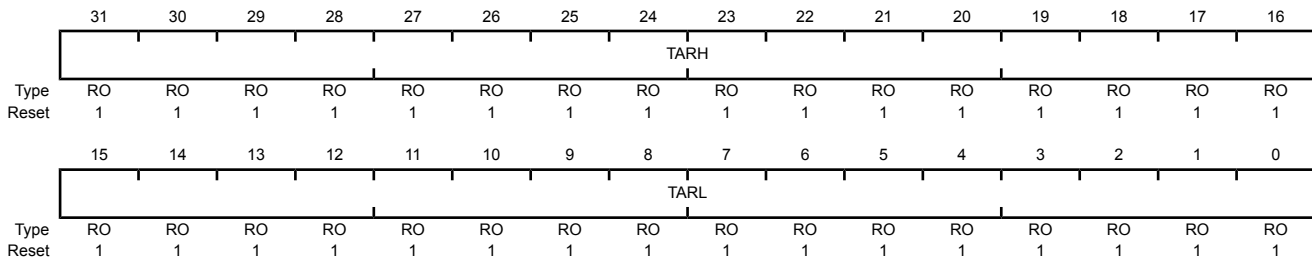 31 30 29 28 27 26 25 24 23 22 21 20 19 18 17 16
TARH
Type RO RO RO RO RO RO RO RO RO RO RO RO RO RO RO RO
Reset 1 1 1 1 1 1 1 1 1 1 1 1 1 1 1 1
15 14 13 12 11 10 9 8 7 6 5 4 3 2 1 0
TARL
Type RO RO RO RO RO RO RO RO RO RO RO RO RO RO RO RO
Reset 1 1 1 1 1 1 1 1 1 1 1 1 1 1 1 1